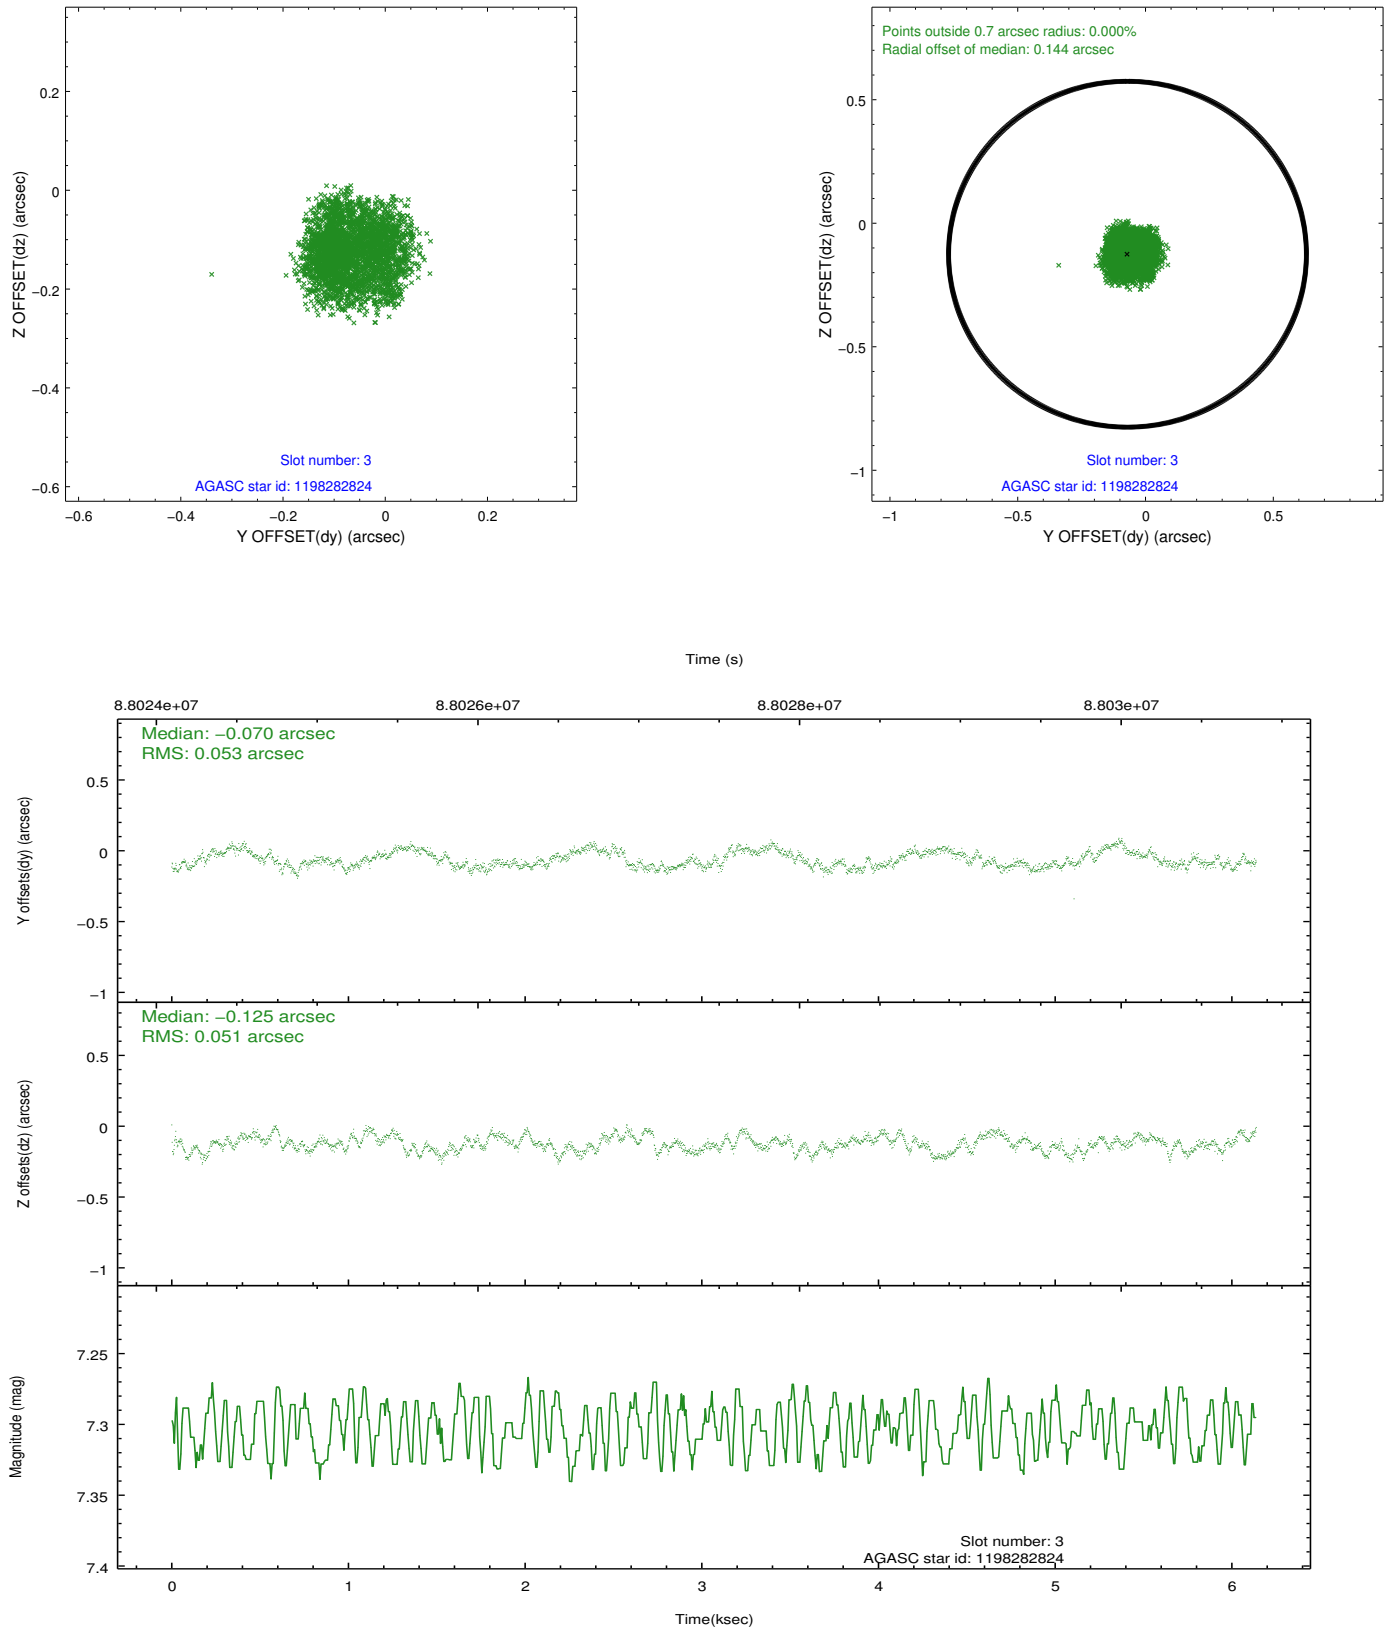 0.2
0
−0.2
−0.4
−0.6
Z OFFSET(dz) (arcsec)
Slot number: 3
AGASC star id: 1198282824
−0.6
−0.4
−0.2
0
0.2
Y OFFSET(dy) (arcsec)
Points outside 0.7 arcsec radius: 0.000%
Radial offset of median: 0.144 arcsec
0.5
0
−0.5
−1
Z OFFSET(dz) (arcsec)
Slot number: 3
AGASC star id: 1198282824
−1
−0.5
0
0.5
Y OFFSET(dy) (arcsec)
Time (s)
8.8024e+07
8.8026e+07
8.8028e+07
8.803e+07
Median: −0.070 arcsec
RMS: 0.053 arcsec
0.5
0
−0.5
−1
Y offsets(dy) (arcsec)
Median: −0.125 arcsec
RMS: 0.051 arcsec
0.5
0
−0.5
−1
Z offsets(dz) (arcsec)
7.25
7.3
7.35
7.4
Magnitude (mag)
Slot number: 3
AGASC star id: 1198282824
0
1
2
3
4
5
6
Time(ksec)